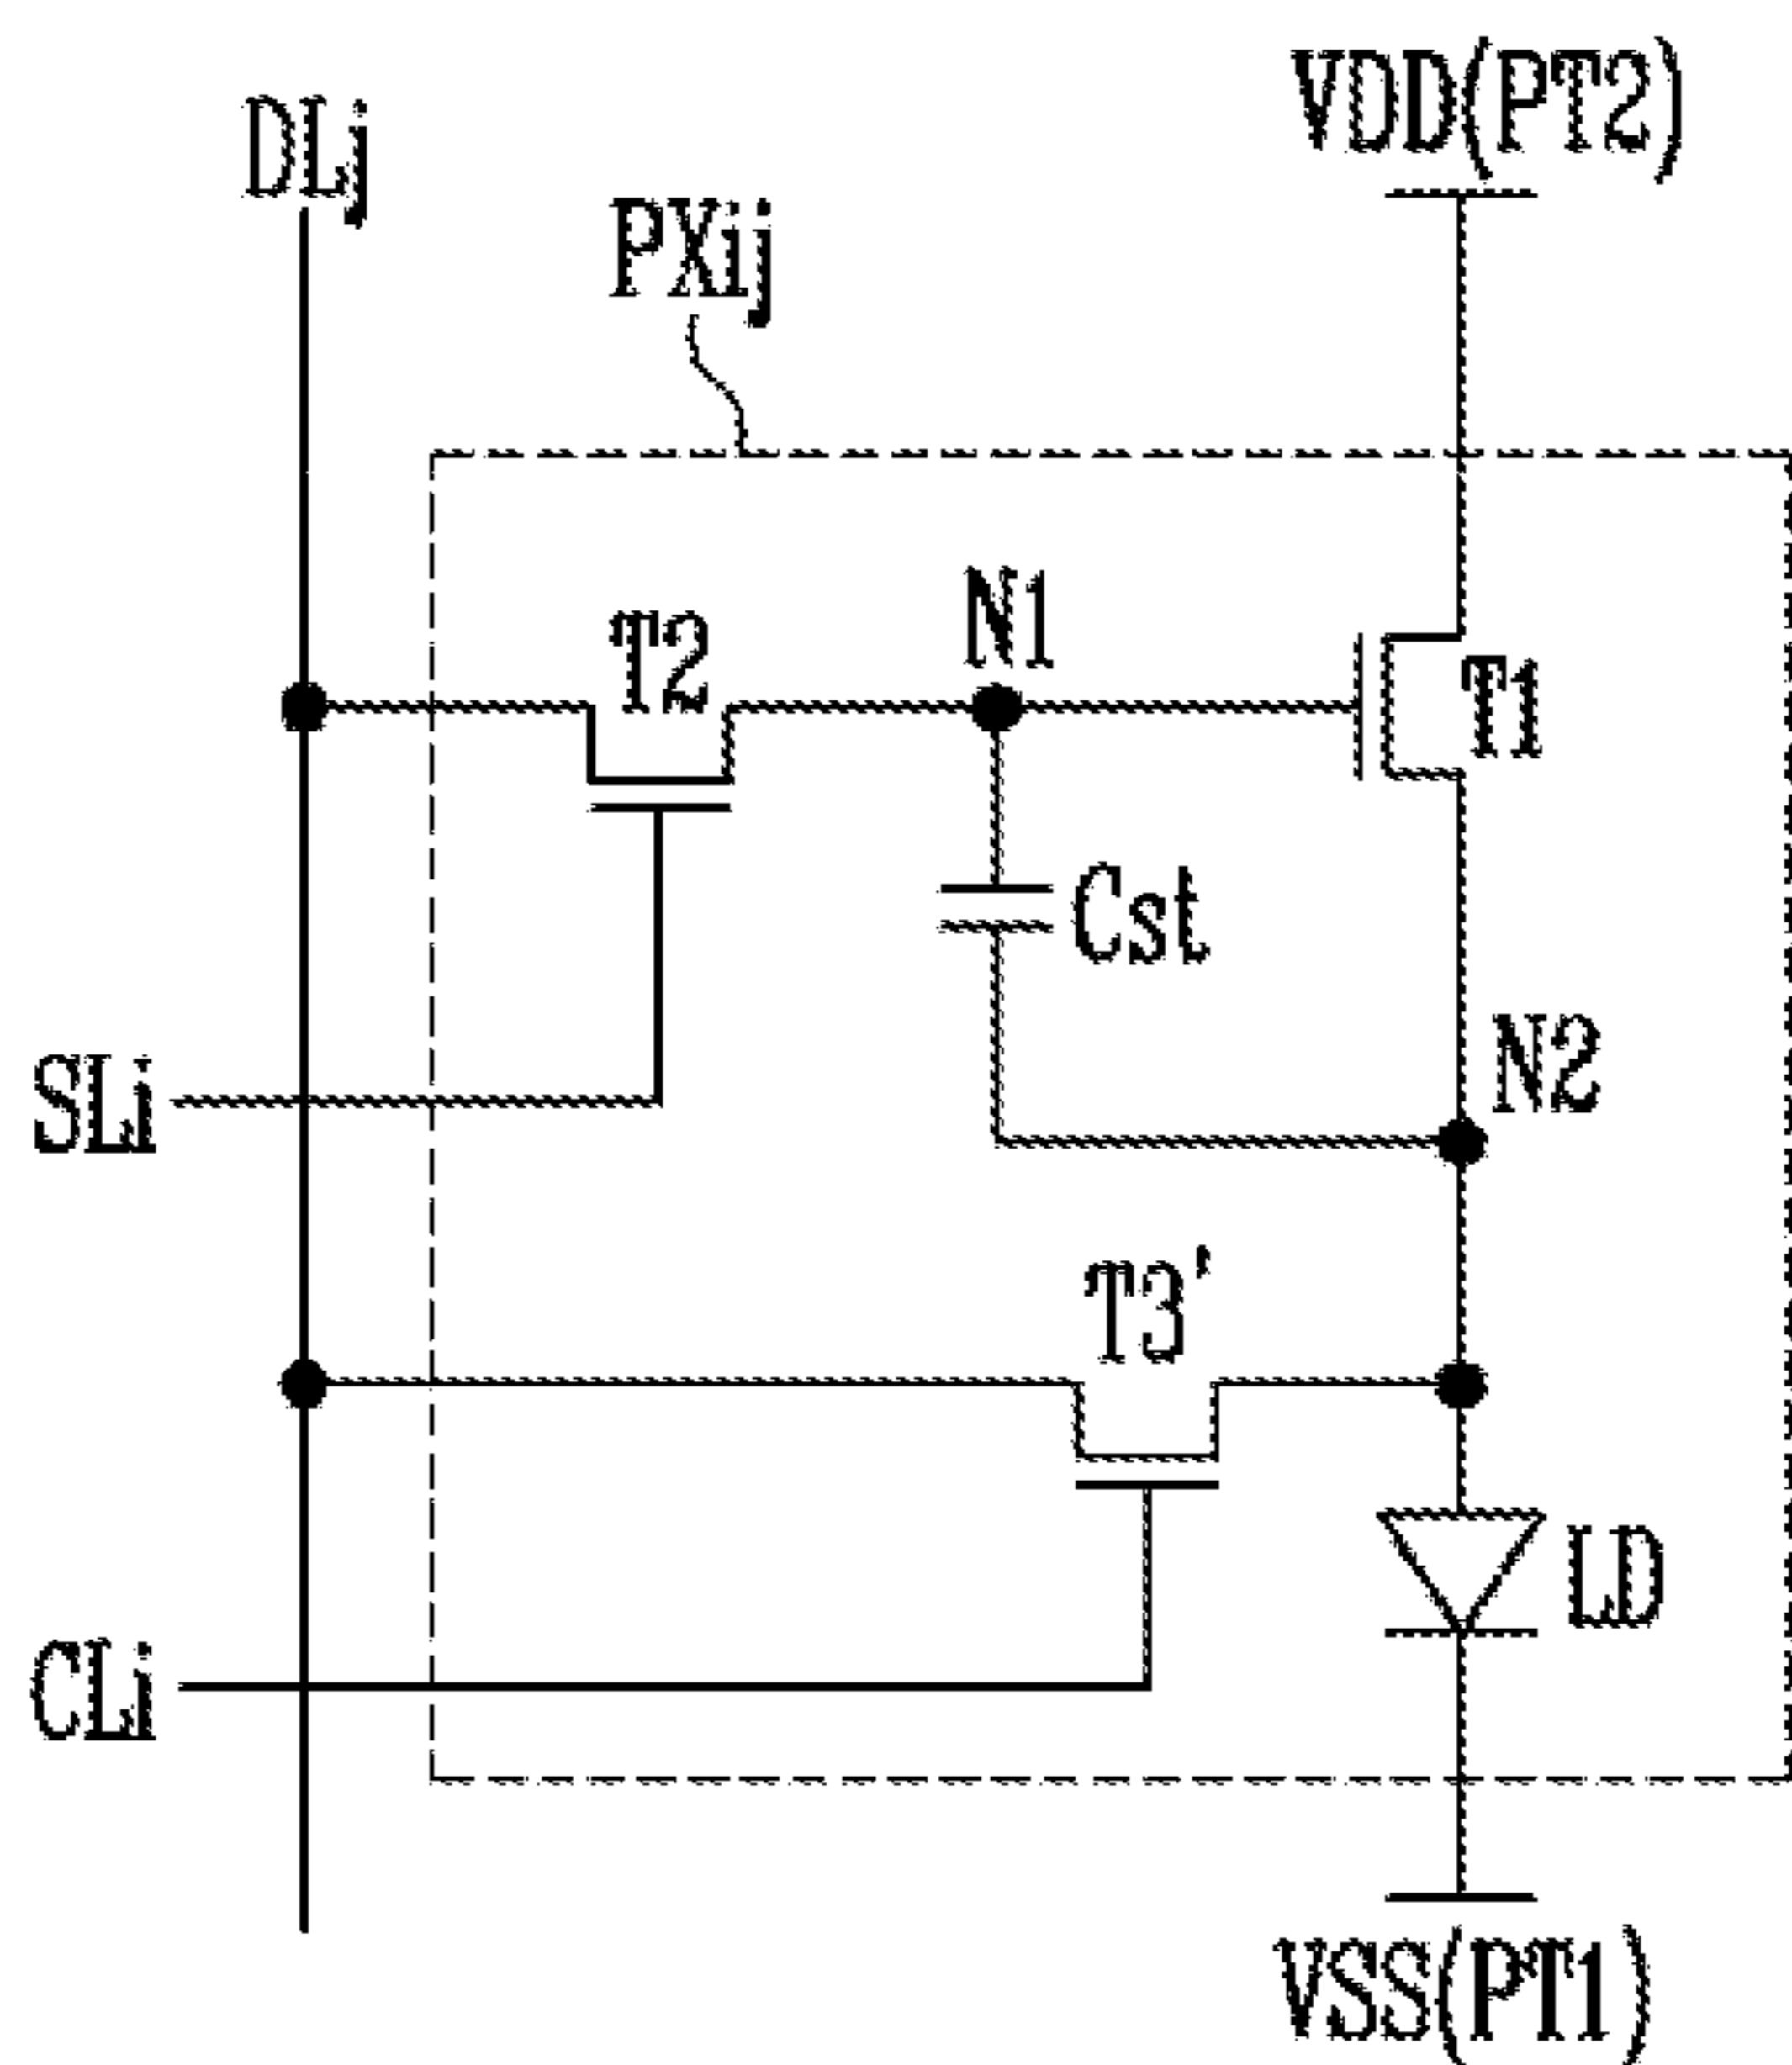 VDD(PT2)
DLj
PXij
N1
T2
T1
Cst
N2
SLi
T3'
LD
CLi
VSS(PT1)